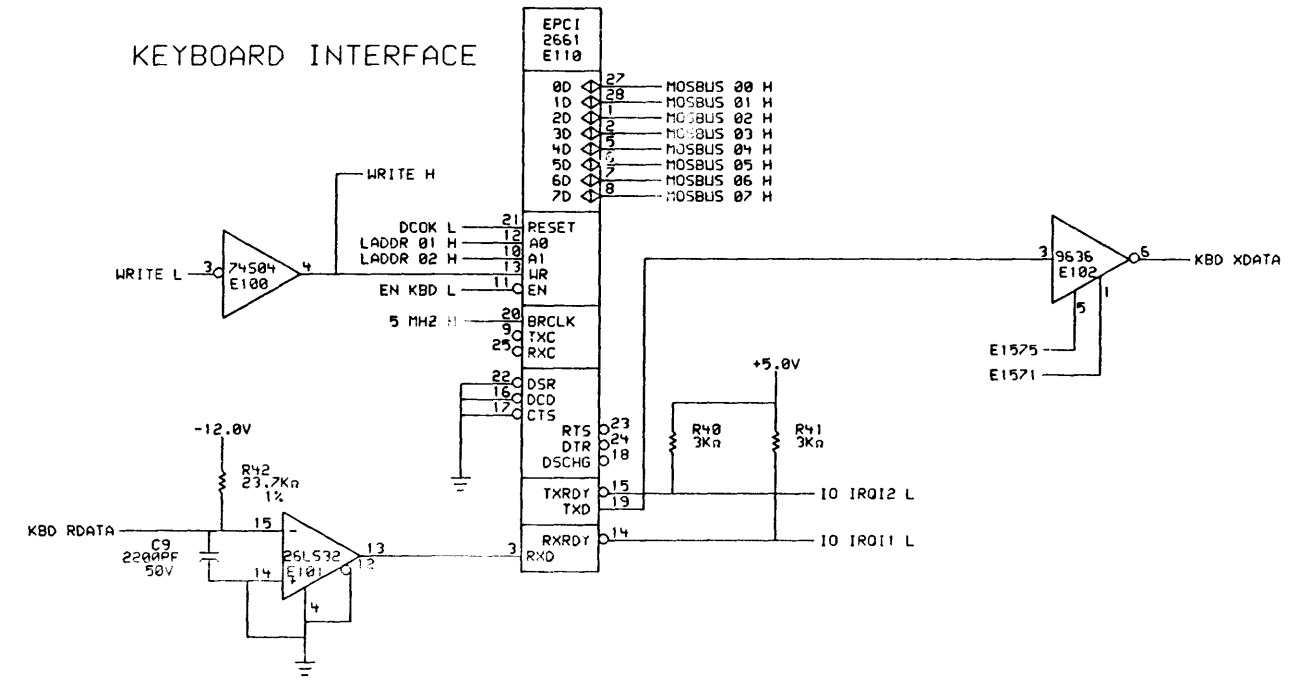 KEYBOARD INTERFACE
EPCI
2661
E110
0D 27 MOSBUS 00 H
1D 28 MOSBUS 01 H
2D 1 MOSBUS 02 H
3D 2 MOSBUS 03 H
4D 5 MOSBUS 04 H
5D 6 MOSBUS 05 H
6D 7 MOSBUS 06 H
7D 8 MOSBUS 07 H
WRITE H
DCOK L 21 RESET
LADDR 01 H 12 A0
LADDR 02 H 10 A1
WRITE L 3 74S04 4 13 WR
E100
EN KBD L 11 EN
3 9636 6 KBD XDATA
E102
5 1
5 MHZ H 20 BRCLK
9 TXC
25 RXC
E1575
E1571
+5.0V
22 DSR
16 DCD
17 CTS
RTS 23
DTR 24
DSCHG 18
R40
3KΩ
R41
3KΩ
-12.0V
R42
23.7KΩ
1%
TXRDY 15 IO IRQI2 L
TXD 19
RXRDY 14 IO IRQI1 L
KBD RDATA 15 -
C9
2200PF
50V
26LS32 13 3 RXD
E101 12
14 +
4